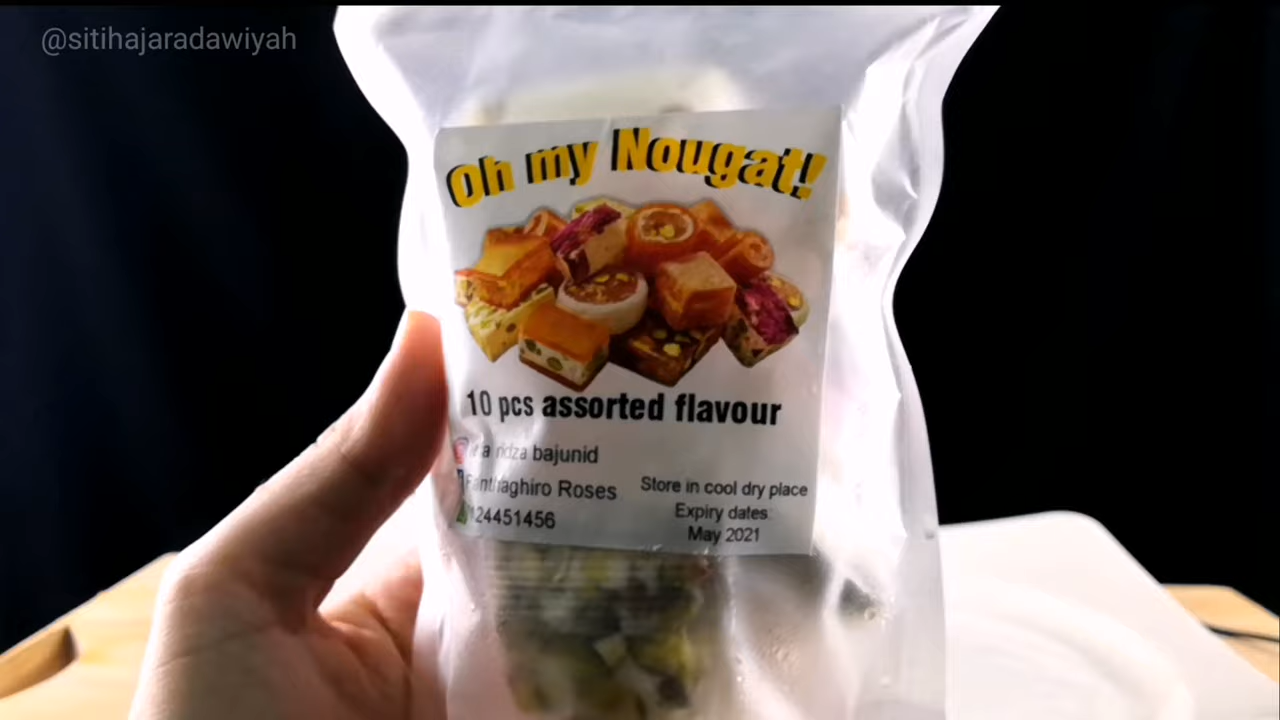 @sitihajaradawiyah
Oh my Nougat!
10 pcs assorted flavour
ridza bajunid
Roses
Store in cool dry place
Expiry dates:
May 2021